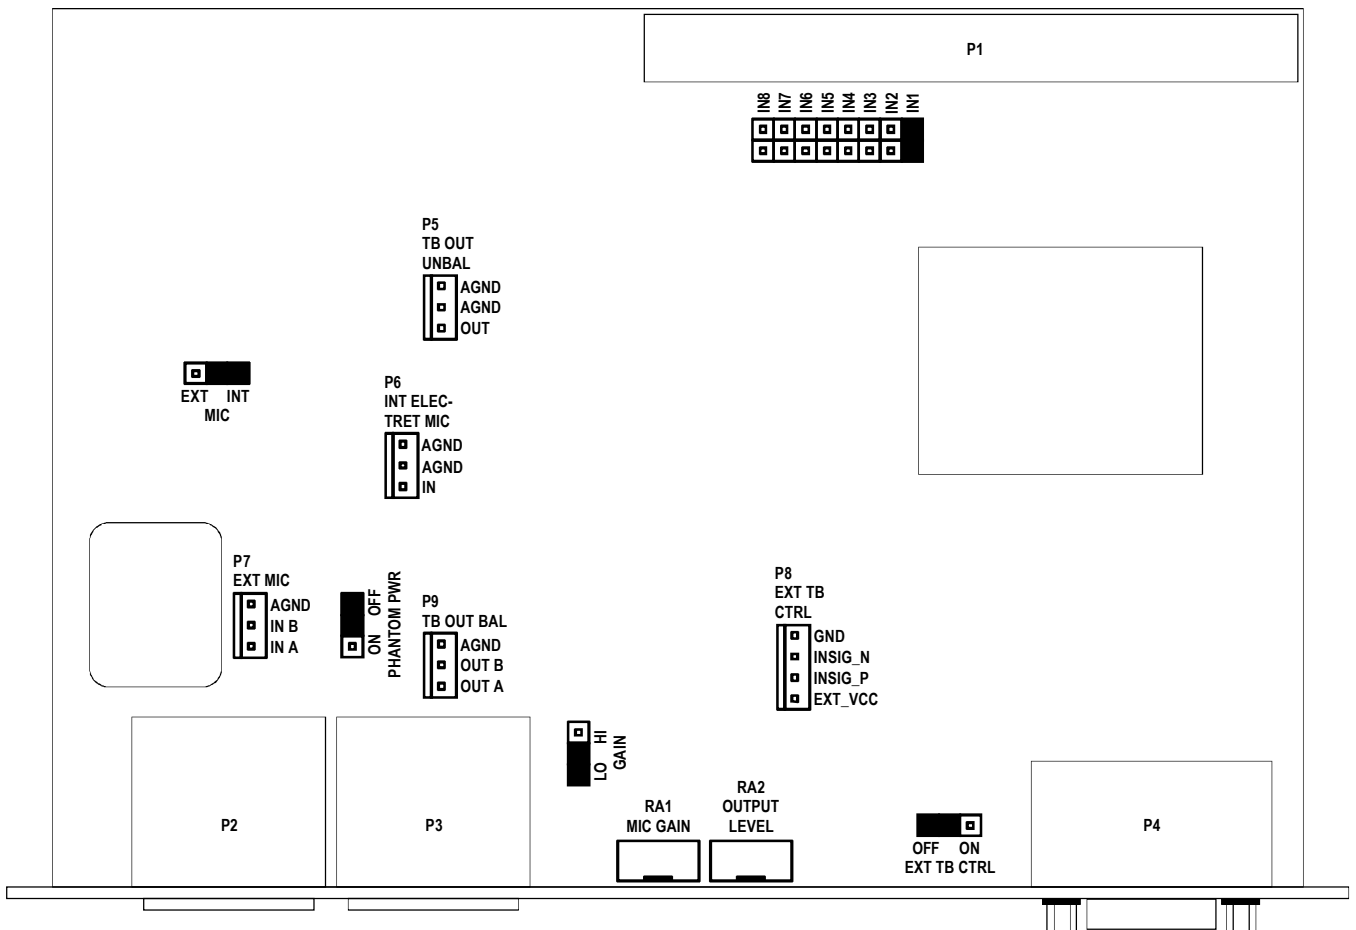 P1
IN8 IN7 IN6 IN5 IN4 IN3 IN2 IN1
P5
TB OUT
UNBAL
AGND
AGND
OUT
EXT INT
MIC
P6
INT ELEC-
TRET MIC
AGND
AGND
IN
P7
EXT MIC
AGND
IN B
IN A
ON OFF
PHANTOM PWR
P9
TB OUT BAL
AGND
OUT B
OUT A
P8
EXT TB
CTRL
GND
INSIG_N
INSIG_P
EXT_VCC
LO HI
GAIN
RA1
MIC GAIN
RA2
OUTPUT
LEVEL
OFF ON
EXT TB CTRL
P2
P3
P4